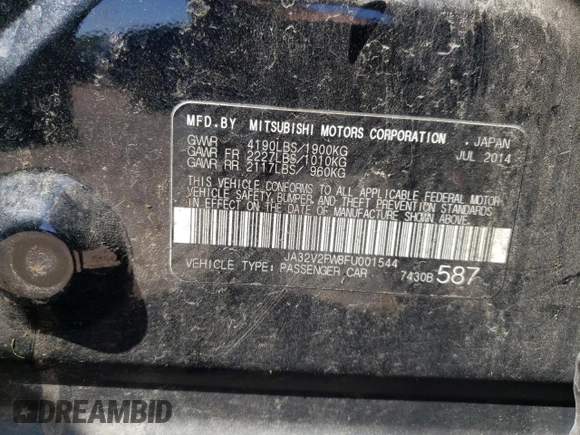 MFD.BY MITSUBISHI MOTORS CORPORATION , JAPAN
GVWR 4190LBS/1900KG JUL 2014
GAWR FR 2227LBS/1010KG
GAWR RR 2117LBS/ 960KG
THIS VEHICLE CONFORMS TO ALL APPLICABLE FEDERAL MOTOR
VEHICLE SAFETY, BUMPER AND THEFT PREVENTION STANDARDS
IN EFFECT ON THE DATE OF MANUFACTURE SHOWN ABOVE.
JA32V2FW8FU001544
VEHICLE TYPE: PASSENGER CAR 7430B 587
DREAMBID